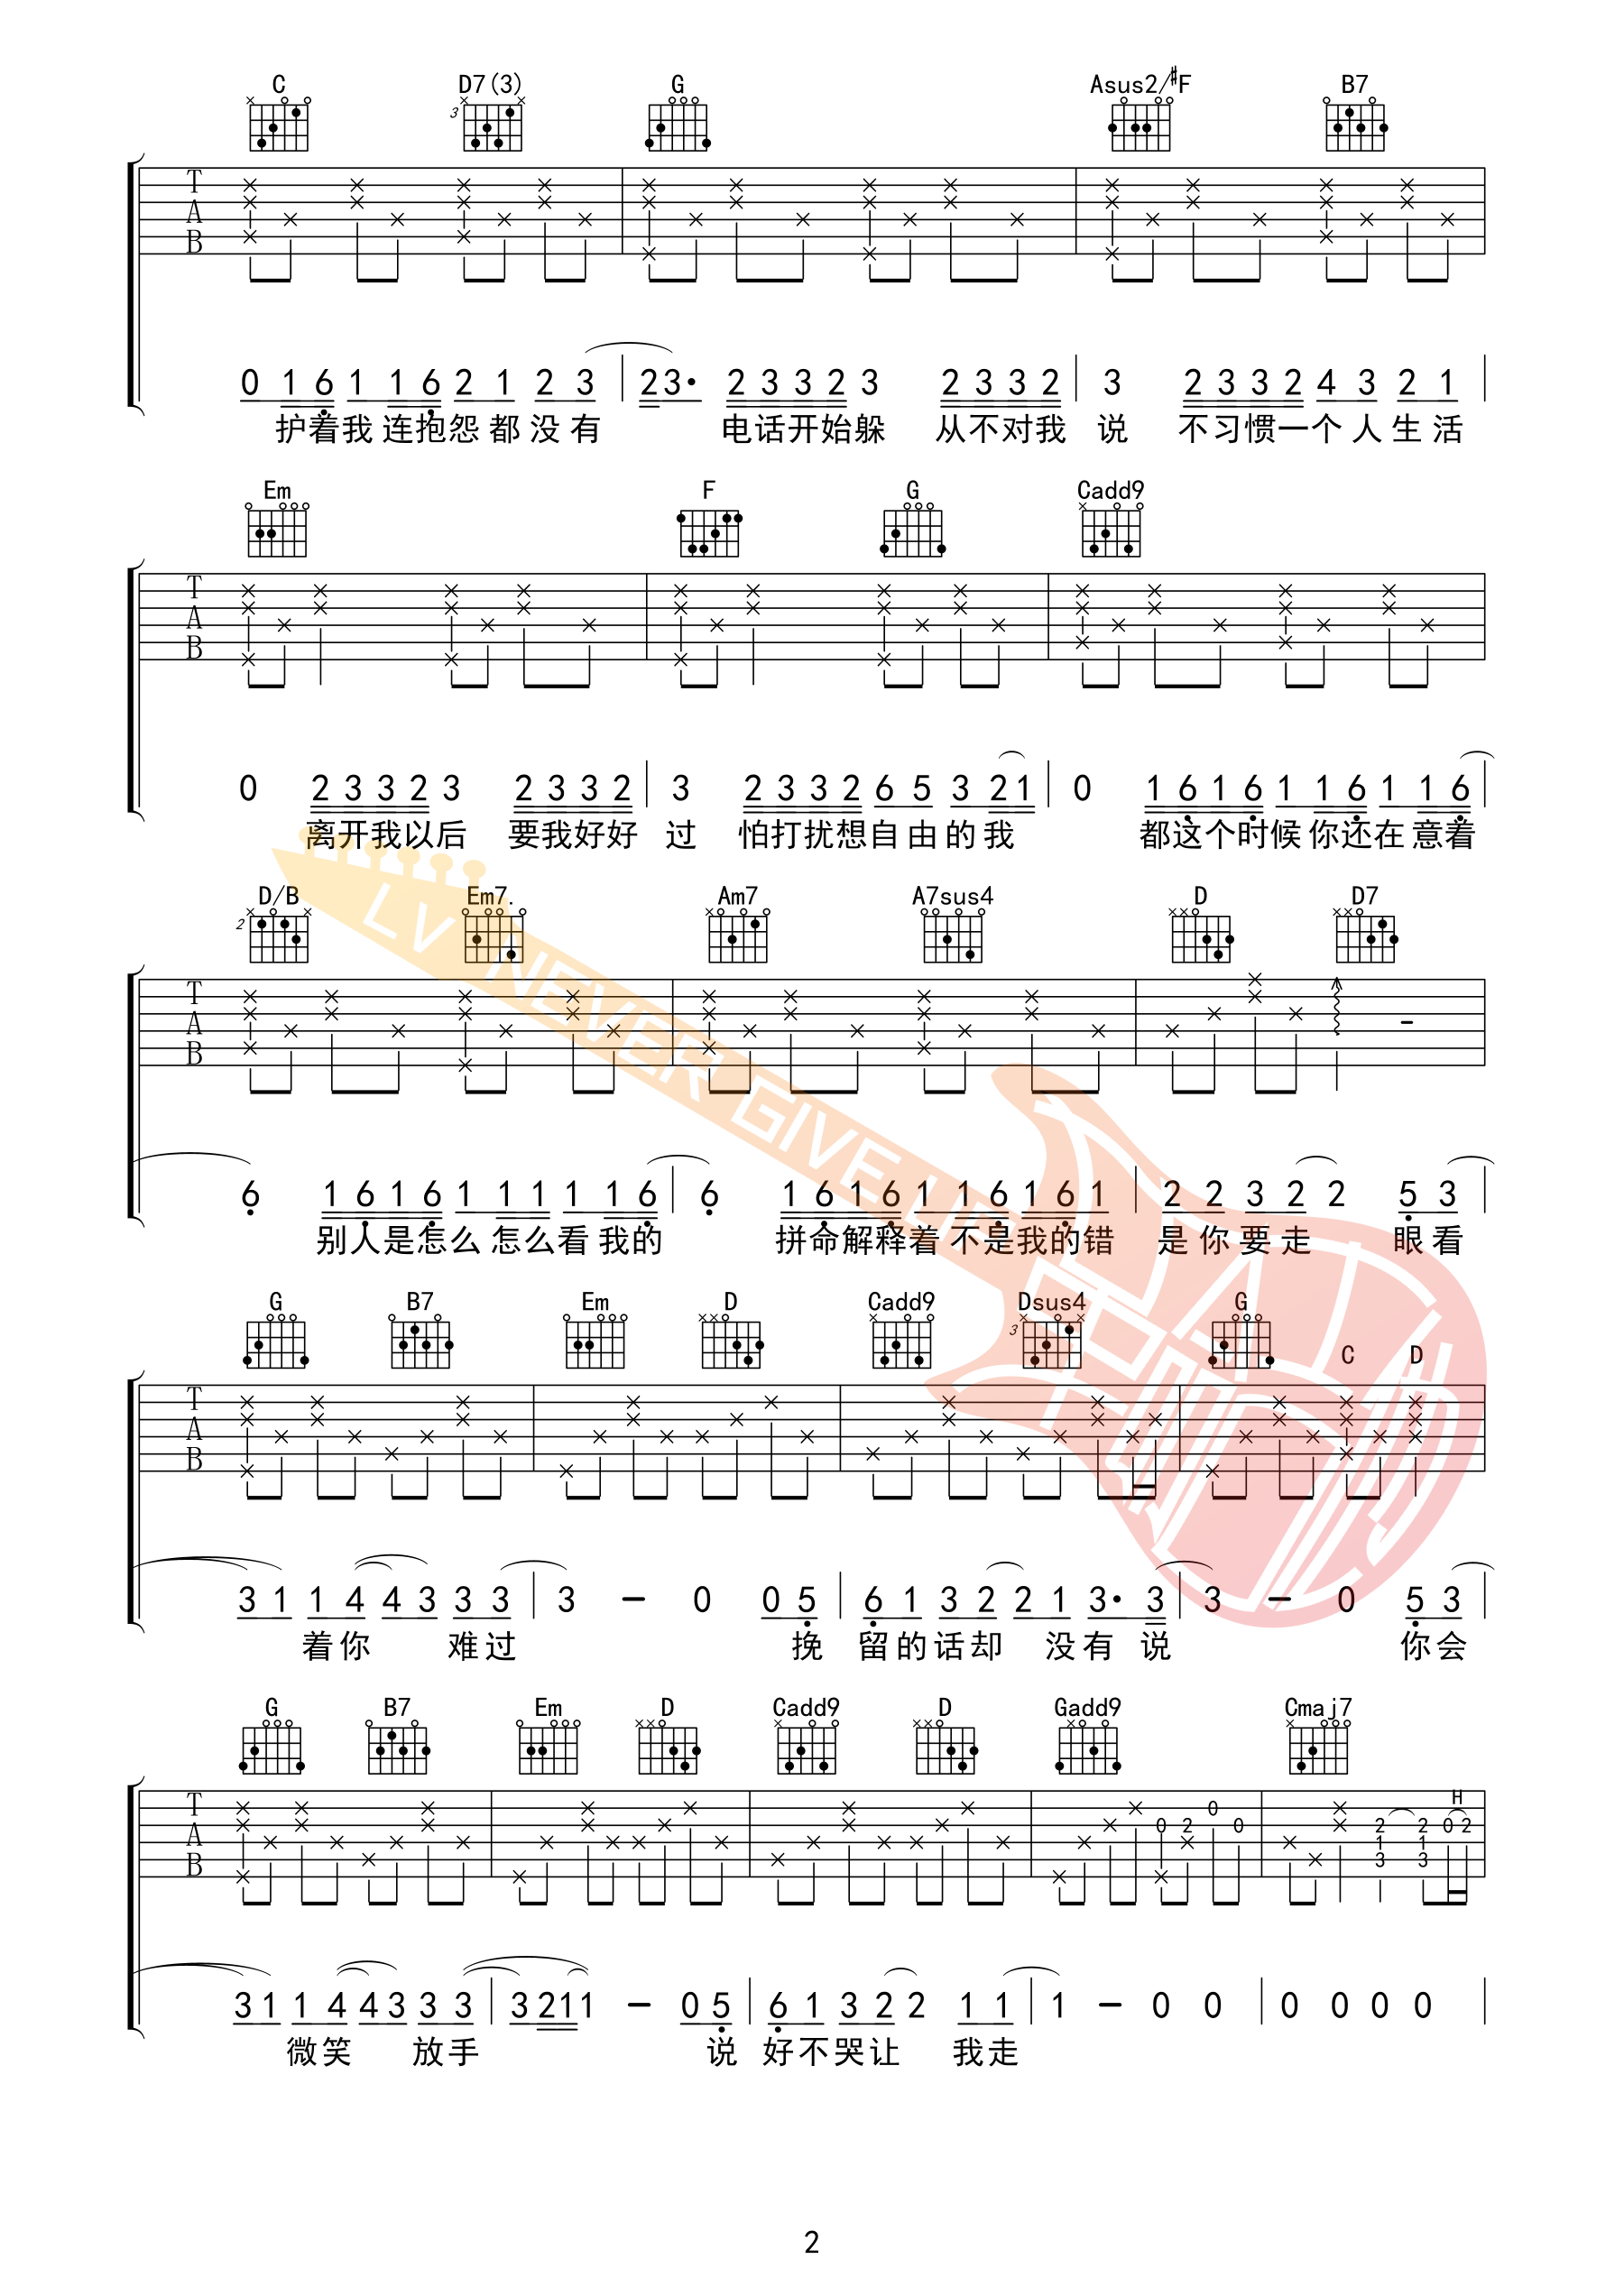 C D7(3) G Asus2/#F B7
3
T A B
0 1 6 1 1 6 2 1 2 3 | 2 3· 2 3 3 2 3 2 3 3 2 | 3 2 3 3 2 4 3 2 1 |
护着我 连抱怨都没有 电话开始躲 从不对我 说 不习惯一个人生活
Em F G Cadd9
T A B
0 2 3 3 2 3 2 3 3 2 | 3 2 3 3 2 6 5 3 2 1 | 0 1 6 1 6 1 1 6 1 1 6 |
离开我以后 要我好好 过 怕打扰想自由的我 都这个时候 你还在 意着
D/B Em7. Am7 A7sus4 D D7
2
T A B
6 1 6 1 6 1 1 1 1 1 6 | 6 1 6 1 6 1 1 6 1 6 1 | 2 2 3 2 2 5 3
别人是怎么 怎么看 我的 拼命解释着 不是我的错 是你要走 眼看
LV NEVER GIVE UP
G B7 Em D Cadd9 Dsus4 G C D
3
T A B
3 1 1 4 4 3 3 3 | 3 – 0 0 5 | 6 1 3 2 2 1 3· 3 | 3 – 0 5 3 |
着你 难过 挽 留的话却 没有 说 你会
G B7 Em D Cadd9 D Gadd9 Cmaj7
H
T A B
0 2 0 0 2 1 3 2 1 3 0 2
3 1 1 4 4 3 3 3 | 3 2 1 1 – 0 5 | 6 1 3 2 2 1 1 | 1 – 0 0 | 0 0 0 0 |
微笑 放手 说 好不哭让 我走
2